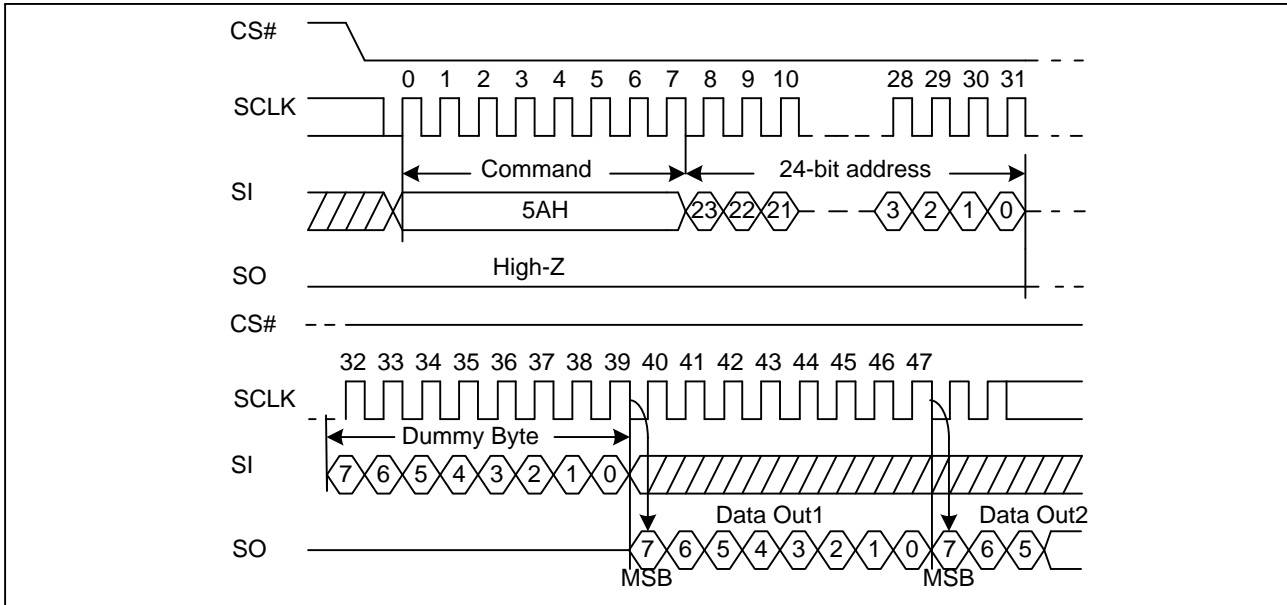 CS#
0 1 2 3 4 5 6 7 8 9 10 28 29 30 31
SCLK
Command 24-bit address
SI
5AH 23 22 21 3 2 1 0
High-Z
SO
CS#
32 33 34 35 36 37 38 39 40 41 42 43 44 45 46 47
SCLK
Dummy Byte
SI
7 6 5 4 3 2 1 0
Data Out1 Data Out2
SO
7 6 5 4 3 2 1 0 7 6 5
MSB MSB